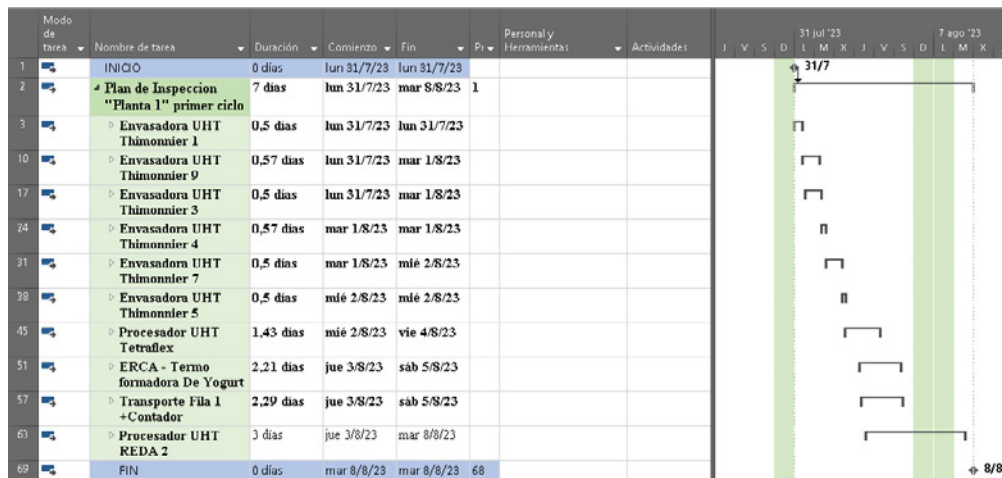 Modo de tarea Nombre de tarea Duración Comienzo Fin Personal y Herramientas Actividades
31 jul '23 7 ago '23
J V S D L M X J V S D L M X
1 INICIO 0 días lun 31/7/23 lun 31/7/23
31/7
2 Plan de Inspeccion "Planta 1" primer ciclo 7 días lun 31/7/23 mar 8/8/23 1
3 Envasadora UHT Thimonnier 1 0,5 días lun 31/7/23 lun 31/7/23
10 Envasadora UHT Thimonnier 9 0,57 días lun 31/7/23 mar 1/8/23
17 Envasadora UHT Thimonnier 3 0,5 días lun 31/7/23 mar 1/8/23
24 Envasadora UHT Thimonnier 4 0,57 días mar 1/8/23 mar 1/8/23
31 Envasadora UHT Thimonnier 7 0,5 días mar 1/8/23 mié 2/8/23
38 Envasadora UHT Thimonnier 5 0,5 días mié 2/8/23 mié 2/8/23
45 Procesador UHT Tetraflex 1,43 días mié 2/8/23 vie 4/8/23
51 ERCA - Termo formadora De Yogurt 2,21 días jue 3/8/23 sáb 5/8/23
57 Transporte Fila 1 +Contador 2,29 días jue 3/8/23 sáb 5/8/23
63 Procesador UHT REDA 2 3 días jue 3/8/23 mar 8/8/23
69 FIN 0 días mar 8/8/23 mar 8/8/23 68
8/8